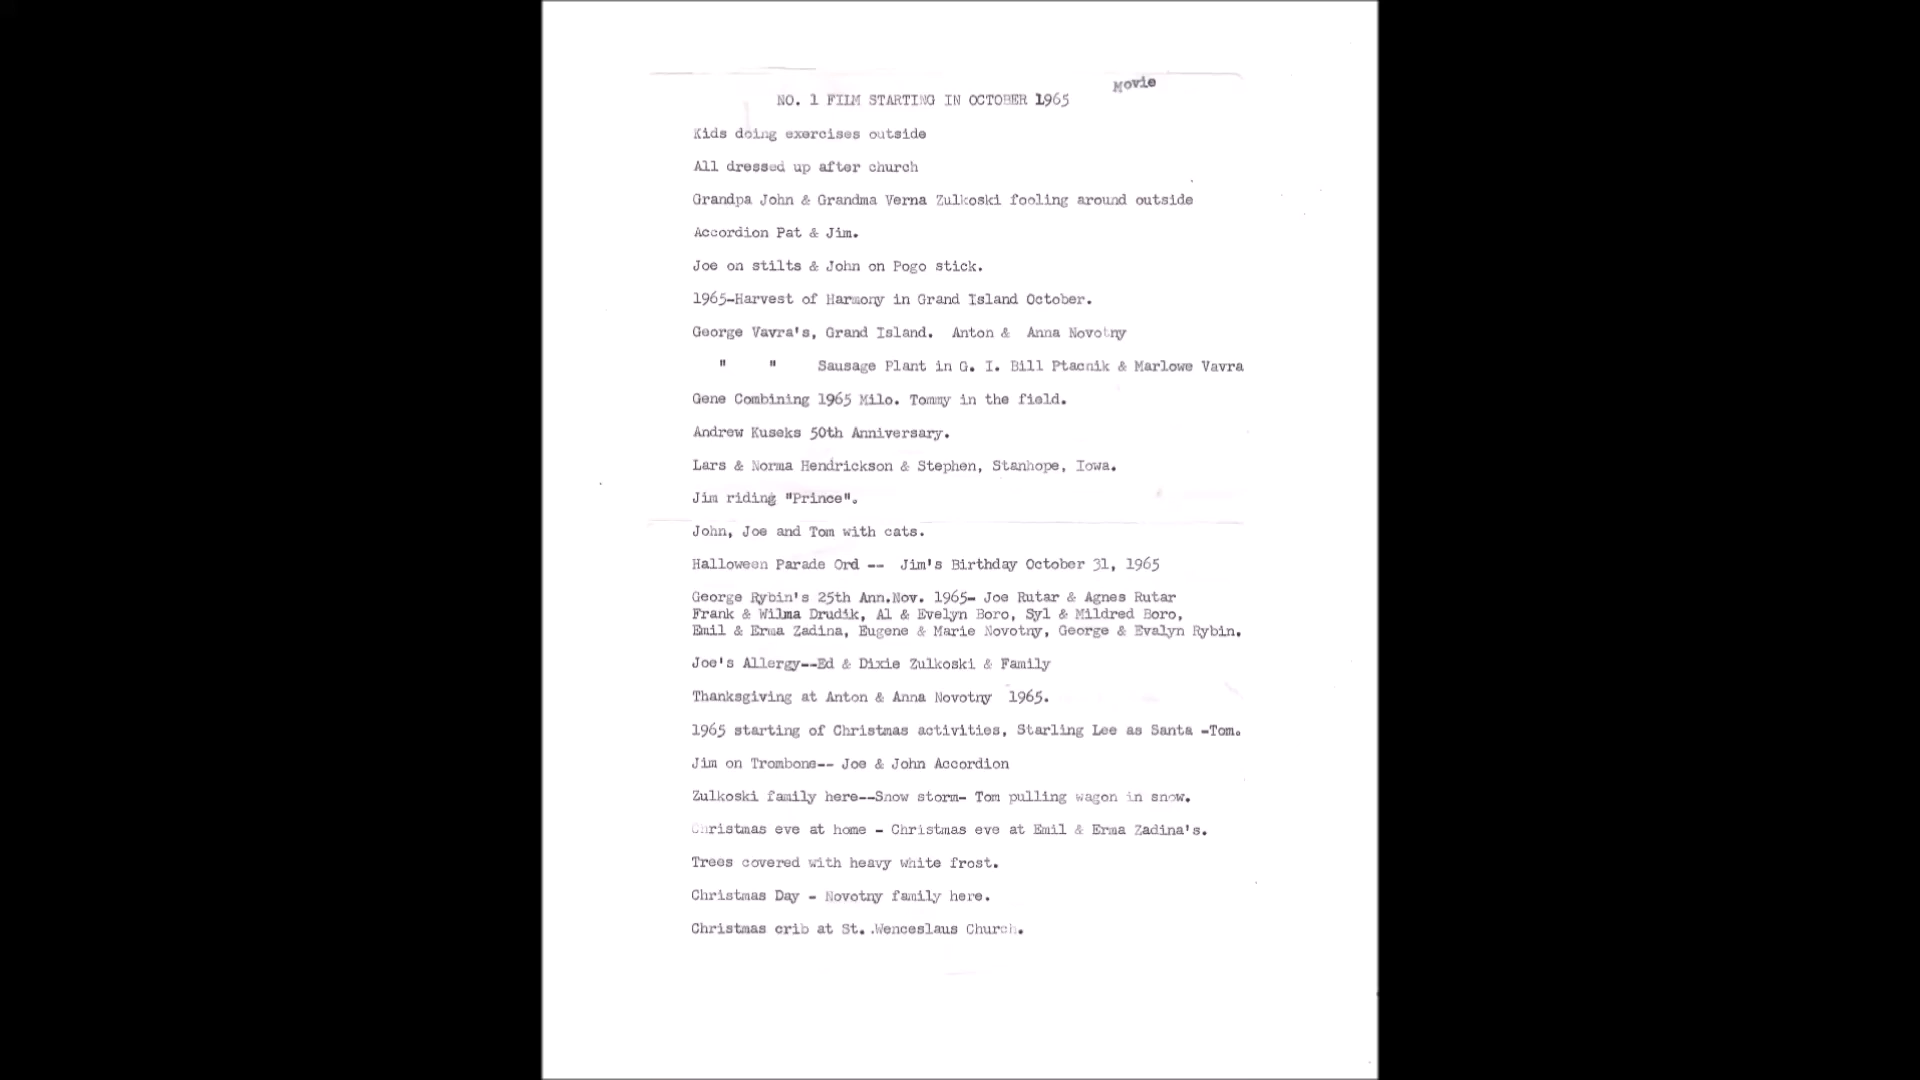 Movie
NO. 1 FILM STARTING IN OCTOBER 1965
Kids doing exercises outside
All dressed up after church
Grandpa John & Grandma Verna Zulkoski fooling around outside
Accordion Pat & Jim.
Joe on stilts & John on Pogo stick.
1965-Harvest of Harmony in Grand Island October.
George Vavra's, Grand Island.  Anton &  Anna Novotny
"     "     Sausage Plant in G. I. Bill Ptacnik & Marlowe Vavra
Gene Combining 1965 Milo. Tommy in the field.
Andrew Kuseks 50th Anniversary.
Lars & Norma Hendrickson & Stephen, Stanhope, Iowa.
Jim riding "Prince".
John, Joe and Tom with cats.
Halloween Parade Ord --  Jim's Birthday October 31, 1965
George Rybin's 25th Ann.Nov. 1965- Joe Rutar & Agnes Rutar
Frank & Wilma Drudik, Al & Evelyn Boro, Syl & Mildred Boro,
Emil & Erma Zadina, Eugene & Marie Novotny, George & Evalyn Rybin.
Joe's Allergy--Ed & Dixie Zulkoski & Family
Thanksgiving at Anton & Anna Novotny  1965.
1965 starting of Christmas activities, Starling Lee as Santa -Tom.
Jim on Trombone-- Joe & John Accordion
Zulkoski family here--Snow storm- Tom pulling wagon in snow.
Christmas eve at home - Christmas eve at Emil & Erma Zadina's.
Trees covered with heavy white frost.
Christmas Day - Novotny family here.
Christmas crib at St. .Wenceslaus Church.